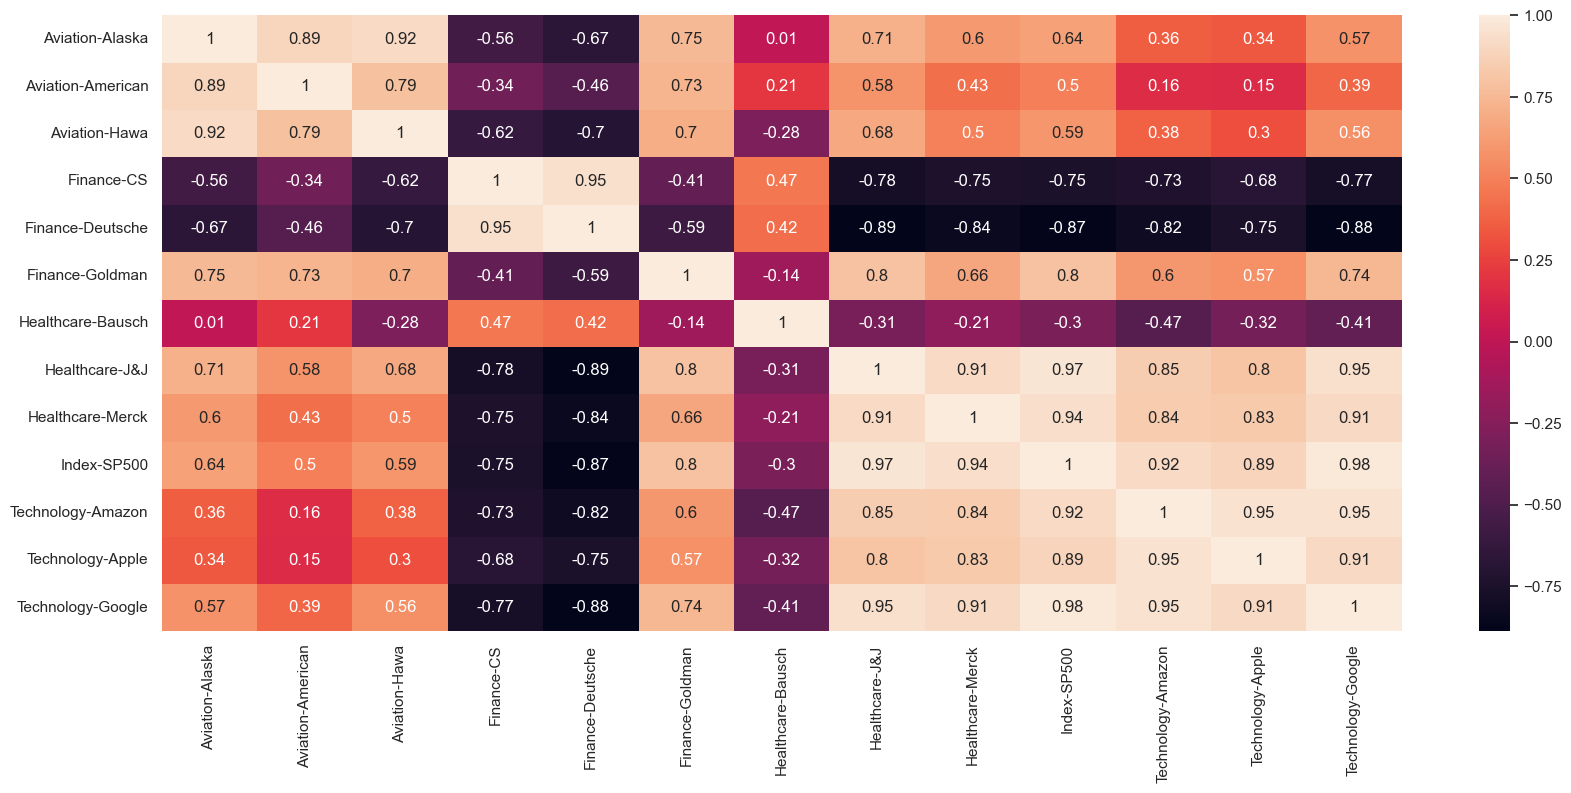 Aviation-Alaska 1 0.89 0.92 -0.56 -0.67 0.75 0.01 0.71 0.6 0.64 0.36 0.34 0.57
Aviation-American 0.89 1 0.79 -0.34 -0.46 0.73 0.21 0.58 0.43 0.5 0.16 0.15 0.39
Aviation-Hawa 0.92 0.79 1 -0.62 -0.7 0.7 -0.28 0.68 0.5 0.59 0.38 0.3 0.56
Finance-CS -0.56 -0.34 -0.62 1 0.95 -0.41 0.47 -0.78 -0.75 -0.75 -0.73 -0.68 -0.77
Finance-Deutsche -0.67 -0.46 -0.7 0.95 1 -0.59 0.42 -0.89 -0.84 -0.87 -0.82 -0.75 -0.88
Finance-Goldman 0.75 0.73 0.7 -0.41 -0.59 1 -0.14 0.8 0.66 0.8 0.6 0.57 0.74
Healthcare-Bausch 0.01 0.21 -0.28 0.47 0.42 -0.14 1 -0.31 -0.21 -0.3 -0.47 -0.32 -0.41
Healthcare-J&J 0.71 0.58 0.68 -0.78 -0.89 0.8 -0.31 1 0.91 0.97 0.85 0.8 0.95
Healthcare-Merck 0.6 0.43 0.5 -0.75 -0.84 0.66 -0.21 0.91 1 0.94 0.84 0.83 0.91
Index-SP500 0.64 0.5 0.59 -0.75 -0.87 0.8 -0.3 0.97 0.94 1 0.92 0.89 0.98
Technology-Amazon 0.36 0.16 0.38 -0.73 -0.82 0.6 -0.47 0.85 0.84 0.92 1 0.95 0.95
Technology-Apple 0.34 0.15 0.3 -0.68 -0.75 0.57 -0.32 0.8 0.83 0.89 0.95 1 0.91
Technology-Google 0.57 0.39 0.56 -0.77 -0.88 0.74 -0.41 0.95 0.91 0.98 0.95 0.91 1
Aviation-Alaska
Aviation-American
Aviation-Hawa
Finance-CS
Finance-Deutsche
Finance-Goldman
Healthcare-Bausch
Healthcare-J&J
Healthcare-Merck
Index-SP500
Technology-Amazon
Technology-Apple
Technology-Google
1.00
0.75
0.50
0.25
0.00
−0.25
−0.50
−0.75